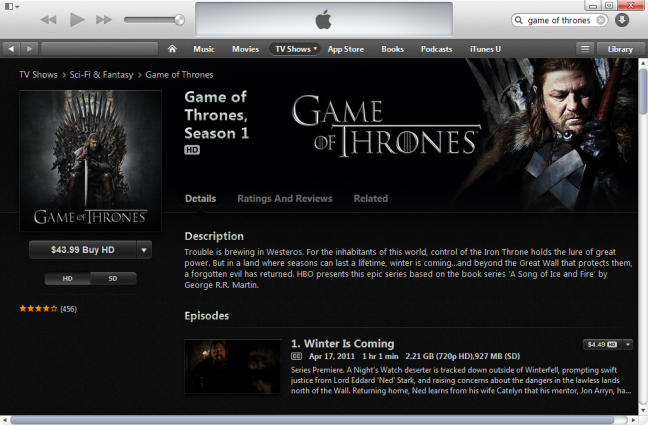 game of thrones
Music Movies TV Shows App Store Books Podcasts iTunes U Library
TV Shows > Sci-Fi & Fantasy > Game of Thrones
Game of
Thrones,
Season 1
HD
GAME
OF THRONES
GAME OF THRONES
Details Ratings And Reviews Related
$43.99 Buy HD
HD SD
(456)
Description
Trouble is brewing in Westeros. For the inhabitants of this world, control of the Iron Throne holds the lure of great
power. But in a land where seasons can last a lifetime, winter is coming...and beyond the Great Wall that protects them,
a forgotten evil has returned. HBO presents this epic series based on the book series 'A Song of Ice and Fire' by
George R.R. Martin.
Episodes
1. Winter Is Coming
$4.49 HD
CC Apr 17, 2011 1 hr 1 min 2.21 GB (720p HD),927 MB (SD)
Series Premiere. A Night's Watch deserter is tracked down outside of Winterfell, prompting swift
justice from Lord Eddard 'Ned' Stark, and raising concerns about the dangers in the lawless lands
north of the Wall. Returning home, Ned learns from his wife Catelyn that his mentor, Jon Arryn, ha...